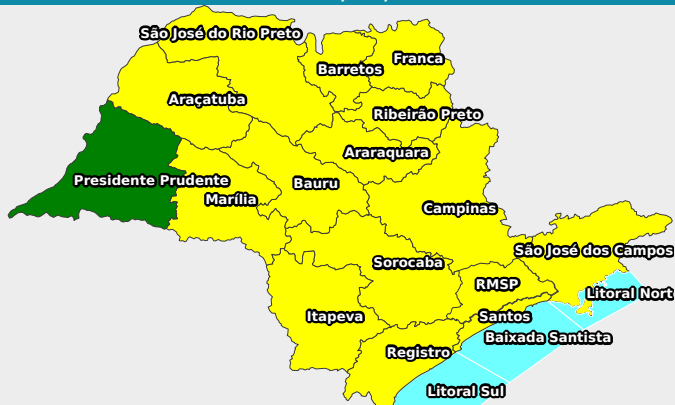 São José do Rio Preto
Franca
Barretos
Araçatuba
Ribeirão Preto
Araraquara
Presidente Prudente
Bauru
Marília
Campinas
São José dos Campos
Sorocaba
RMSP
Litoral Nort
Itapeva
Santos
Baixada Santista
Registro
Litoral Sul